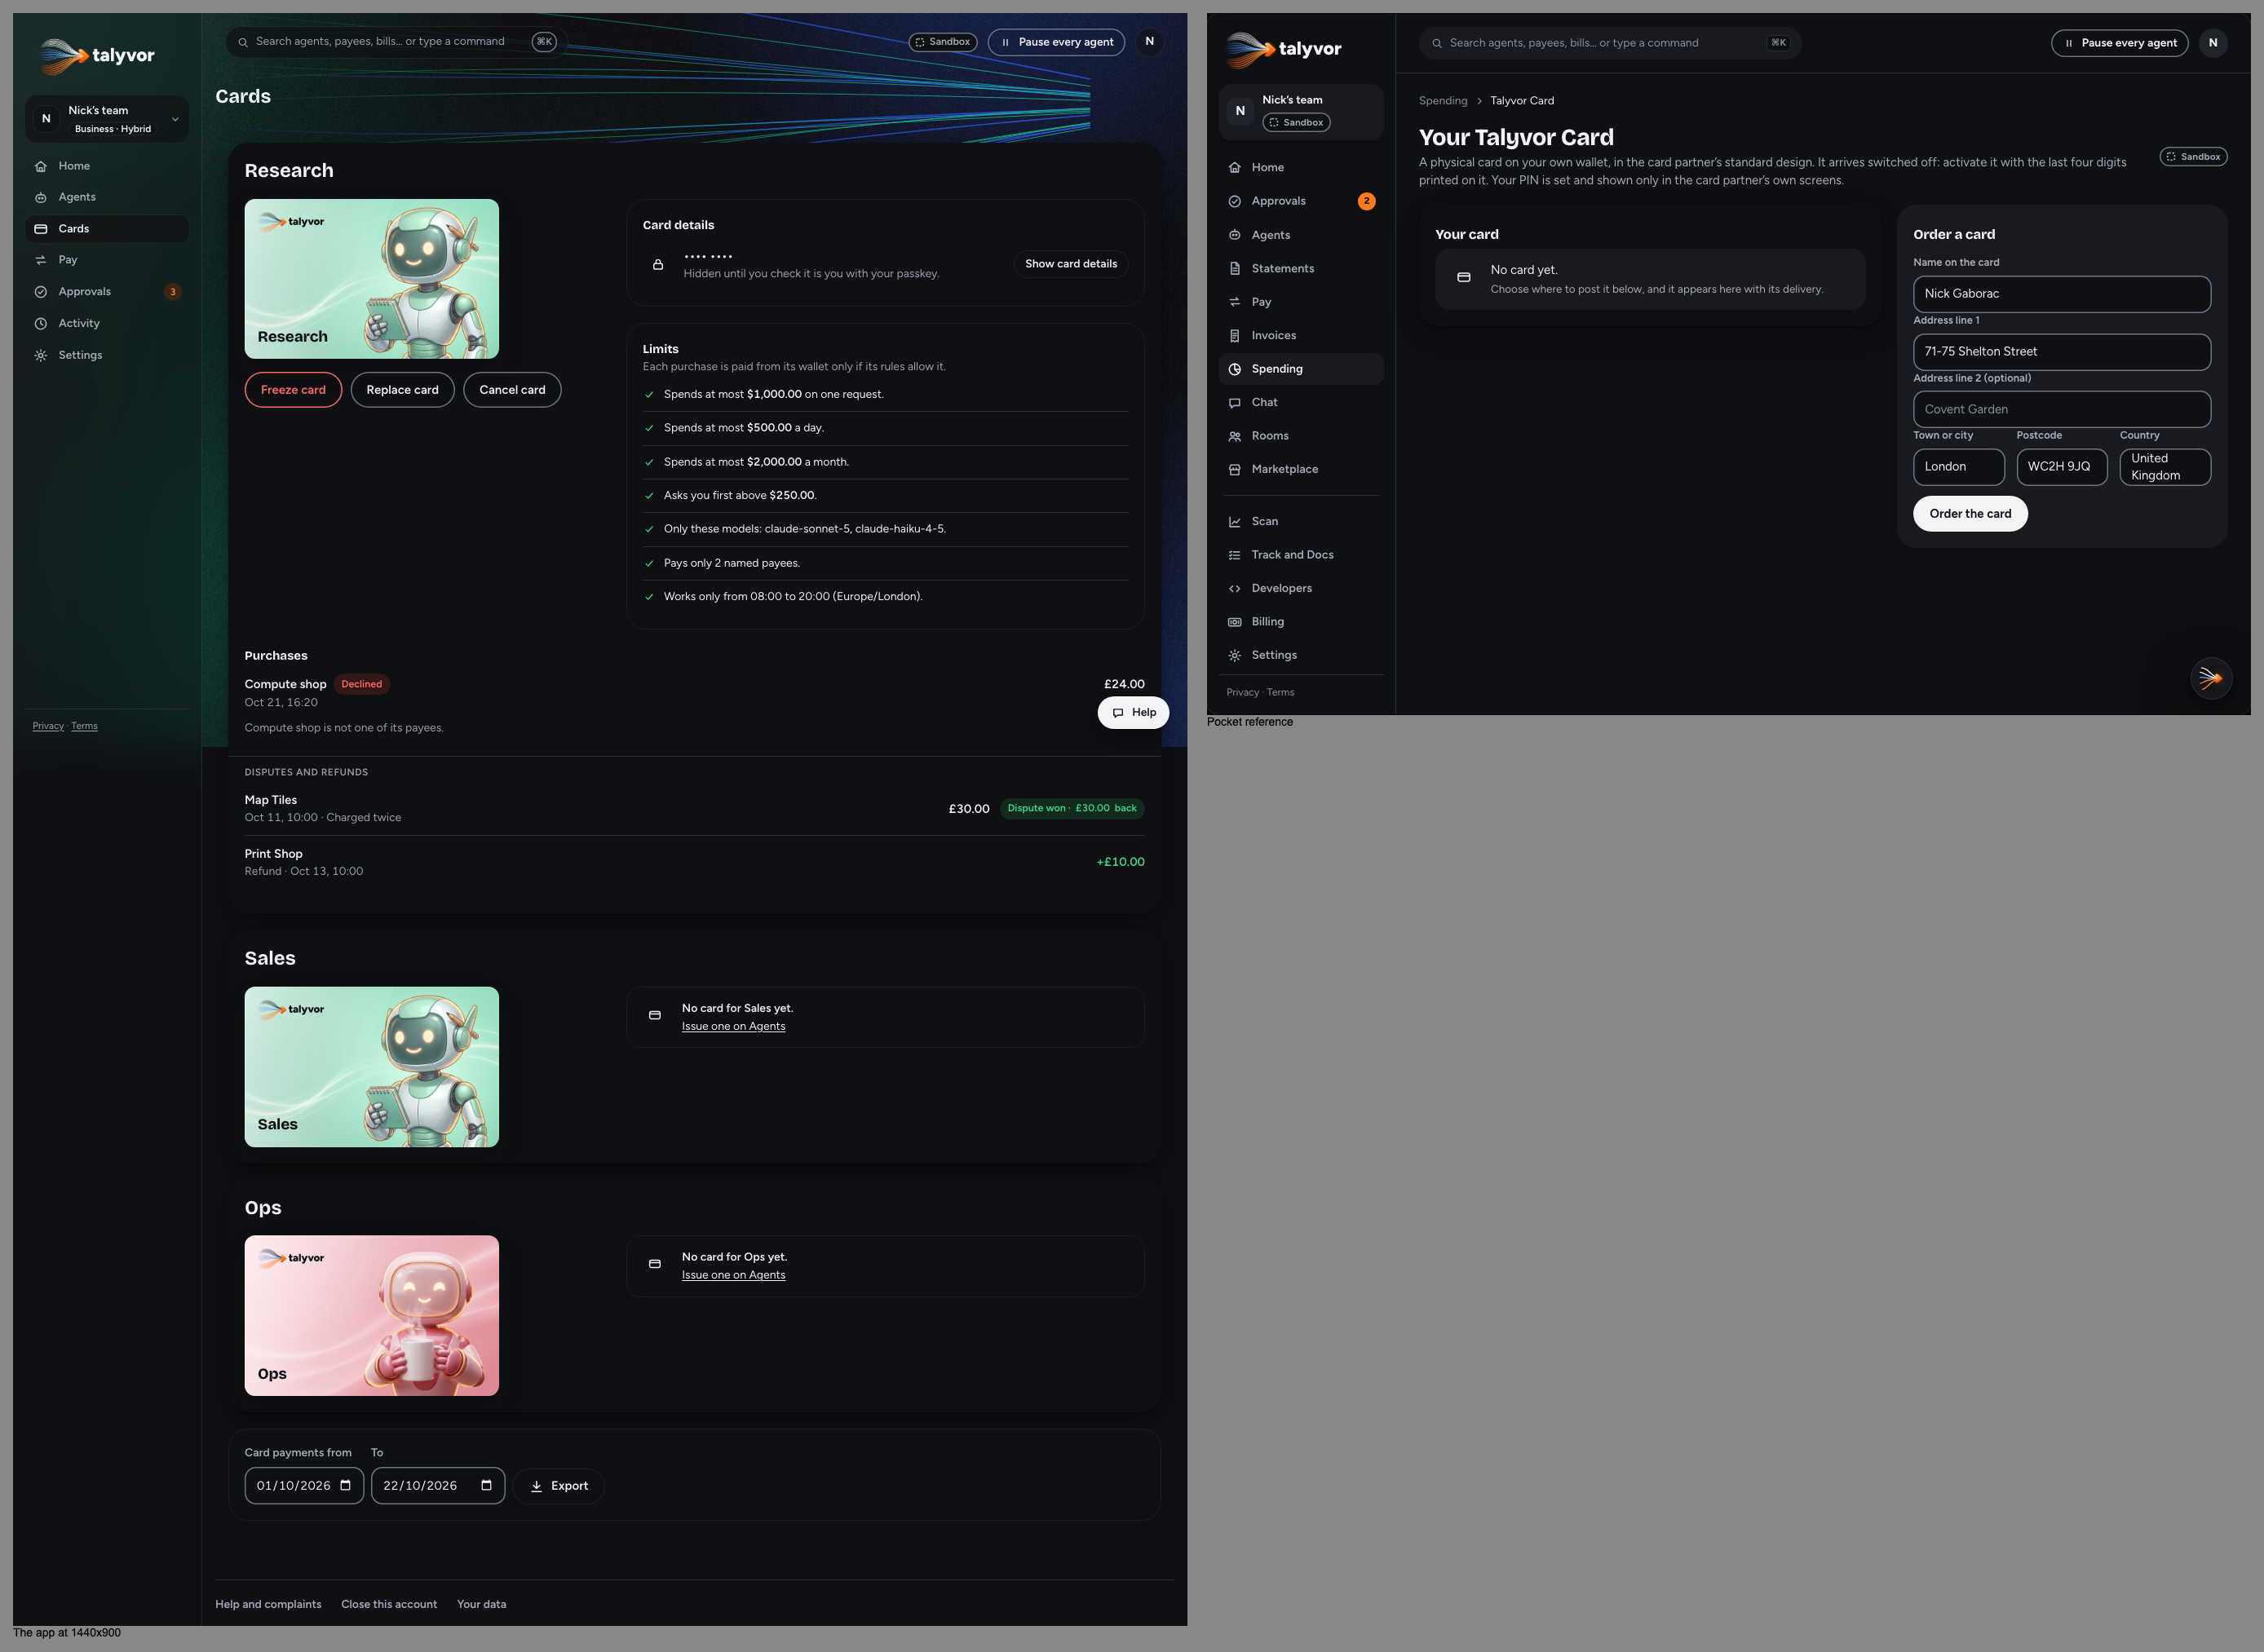 talyvor
Search agents, payees, bills... or type a command
⌘K
Sandbox
Pause every agent
N
N
Nick's team
Business · Hybrid
Home
Agents
Cards
Pay
Approvals
3
Activity
Settings
Privacy · Terms
Cards
Research
talyvor
Research
Freeze card
Replace card
Cancel card
Card details
•••• ••••
Hidden until you check it is you with your passkey.
Show card details
Limits
Each purchase is paid from its wallet only if its rules allow it.
Spends at most $1,000.00 on one request.
Spends at most $500.00 a day.
Spends at most $2,000.00 a month.
Asks you first above $250.00.
Only these models: claude-sonnet-5, claude-haiku-4-5.
Pays only 2 named payees.
Works only from 08:00 to 20:00 (Europe/London).
Purchases
Compute shop
Declined
£24.00
Oct 21, 16:20
Compute shop is not one of its payees.
Help
DISPUTES AND REFUNDS
Map Tiles
Oct 11, 10:00 · Charged twice
£30.00
Dispute won · £30.00 back
Print Shop
Refund · Oct 13, 10:00
+£10.00
Sales
talyvor
Sales
No card for Sales yet.
Issue one on Agents
Ops
talyvor
Ops
No card for Ops yet.
Issue one on Agents
Card payments from
To
01/10/2026
22/10/2026
Export
Help and complaints
Close this account
Your data
The app at 1440x900
talyvor
Search agents, payees, bills... or type a command
⌘K
Pause every agent
N
N
Nick's team
Sandbox
Home
Approvals
2
Agents
Statements
Pay
Invoices
Spending
Chat
Rooms
Marketplace
Scan
Track and Docs
Developers
Billing
Settings
Privacy · Terms
Spending
Talyvor Card
Your Talyvor Card
A physical card on your own wallet, in the card partner's standard design. It arrives switched off: activate it with the last four digits
printed on it. Your PIN is set and shown only in the card partner's own screens.
Sandbox
Your card
No card yet.
Choose where to post it below, and it appears here with its delivery.
Order a card
Name on the card
Nick Gaborac
Address line 1
71-75 Shelton Street
Address line 2 (optional)
Covent Garden
Town or city
Postcode
Country
London
WC2H 9JQ
United
Kingdom
Order the card
Pocket reference